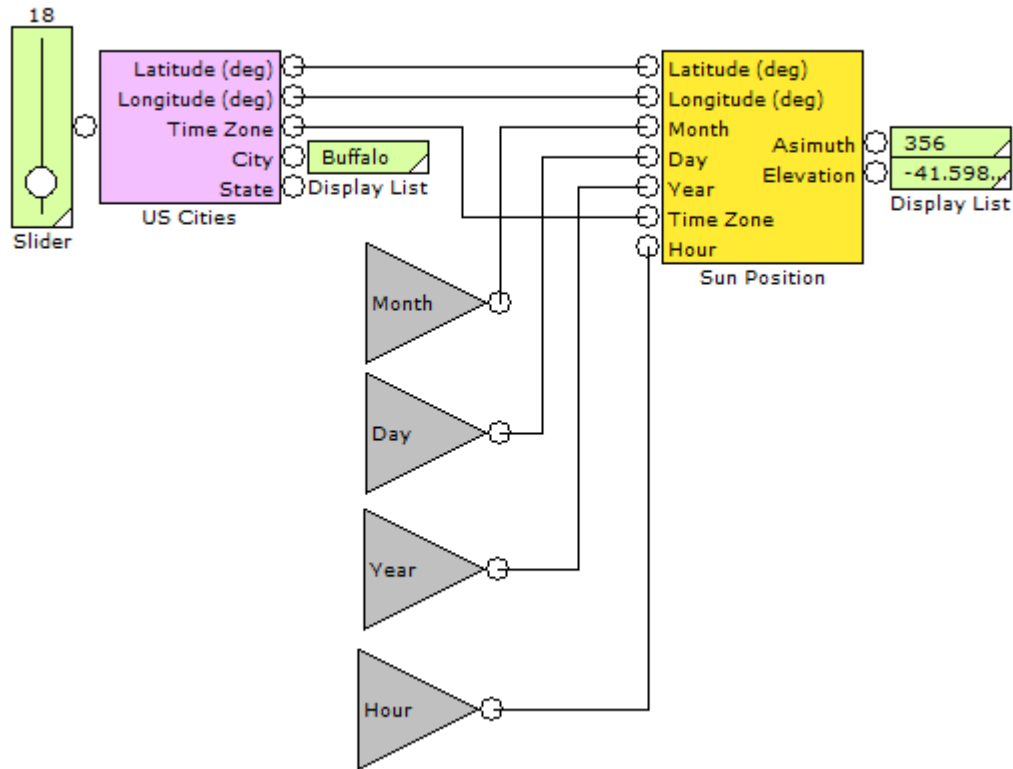 18
Slider
Latitude (deg)
Longitude (deg)
Time Zone
City
State
US Cities
Buffalo
Display List
Latitude (deg)
Longitude (deg)
Month
Day
Year
Time Zone
Hour
Azimuth
Elevation
Sun Position
356
-41.598...
Display List
Month
Day
Year
Hour